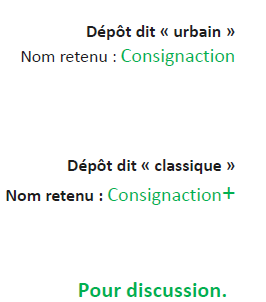 Dépôt dit « urbain »
Nom retenu : Consignaction
Dépôt dit « classique »
Nom retenu : Consignaction+
Pour discussion.